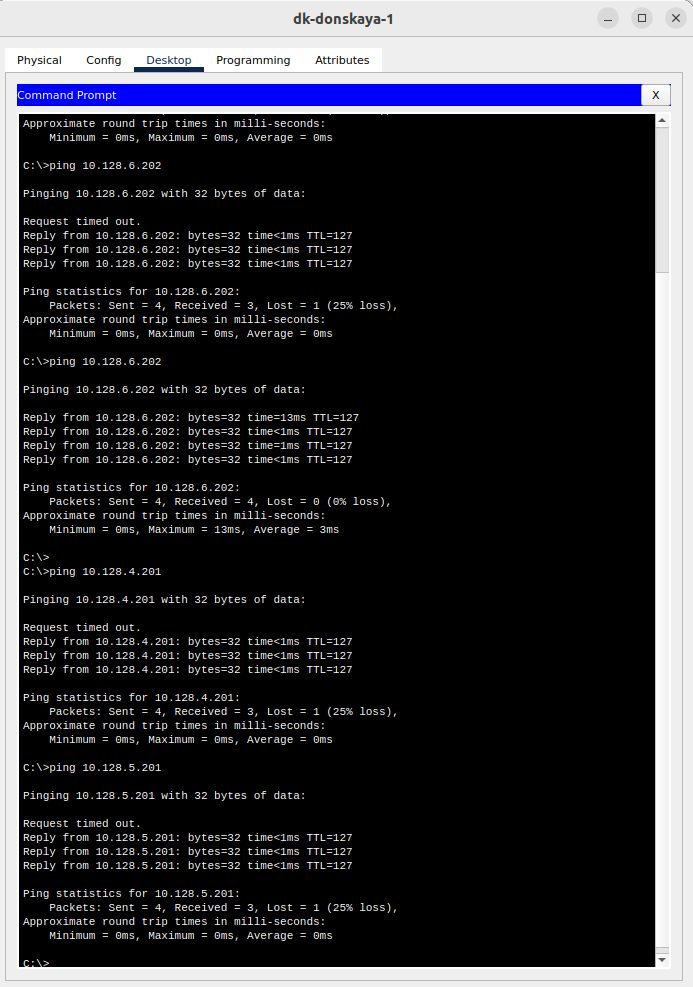 dk-donskaya-1
Physical Config Desktop Programming Attributes
Command Prompt X
Approximate round trip times in milli-seconds:
    Minimum = 0ms, Maximum = 0ms, Average = 0ms
C:\>ping 10.128.6.202
Pinging 10.128.6.202 with 32 bytes of data:
Request timed out.
Reply from 10.128.6.202: bytes=32 time<1ms TTL=127
Reply from 10.128.6.202: bytes=32 time<1ms TTL=127
Reply from 10.128.6.202: bytes=32 time<1ms TTL=127
Ping statistics for 10.128.6.202:
    Packets: Sent = 4, Received = 3, Lost = 1 (25% loss),
Approximate round trip times in milli-seconds:
    Minimum = 0ms, Maximum = 0ms, Average = 0ms
C:\>ping 10.128.6.202
Pinging 10.128.6.202 with 32 bytes of data:
Reply from 10.128.6.202: bytes=32 time=13ms TTL=127
Reply from 10.128.6.202: bytes=32 time<1ms TTL=127
Reply from 10.128.6.202: bytes=32 time=1ms TTL=127
Reply from 10.128.6.202: bytes=32 time<1ms TTL=127
Ping statistics for 10.128.6.202:
    Packets: Sent = 4, Received = 4, Lost = 0 (0% loss),
Approximate round trip times in milli-seconds:
    Minimum = 0ms, Maximum = 13ms, Average = 3ms
C:\>
C:\>ping 10.128.4.201
Pinging 10.128.4.201 with 32 bytes of data:
Request timed out.
Reply from 10.128.4.201: bytes=32 time<1ms TTL=127
Reply from 10.128.4.201: bytes=32 time<1ms TTL=127
Reply from 10.128.4.201: bytes=32 time<1ms TTL=127
Ping statistics for 10.128.4.201:
    Packets: Sent = 4, Received = 3, Lost = 1 (25% loss),
Approximate round trip times in milli-seconds:
    Minimum = 0ms, Maximum = 0ms, Average = 0ms
C:\>ping 10.128.5.201
Pinging 10.128.5.201 with 32 bytes of data:
Request timed out.
Reply from 10.128.5.201: bytes=32 time<1ms TTL=127
Reply from 10.128.5.201: bytes=32 time<1ms TTL=127
Reply from 10.128.5.201: bytes=32 time<1ms TTL=127
Ping statistics for 10.128.5.201:
    Packets: Sent = 4, Received = 3, Lost = 1 (25% loss),
Approximate round trip times in milli-seconds:
    Minimum = 0ms, Maximum = 0ms, Average = 0ms
C:\>